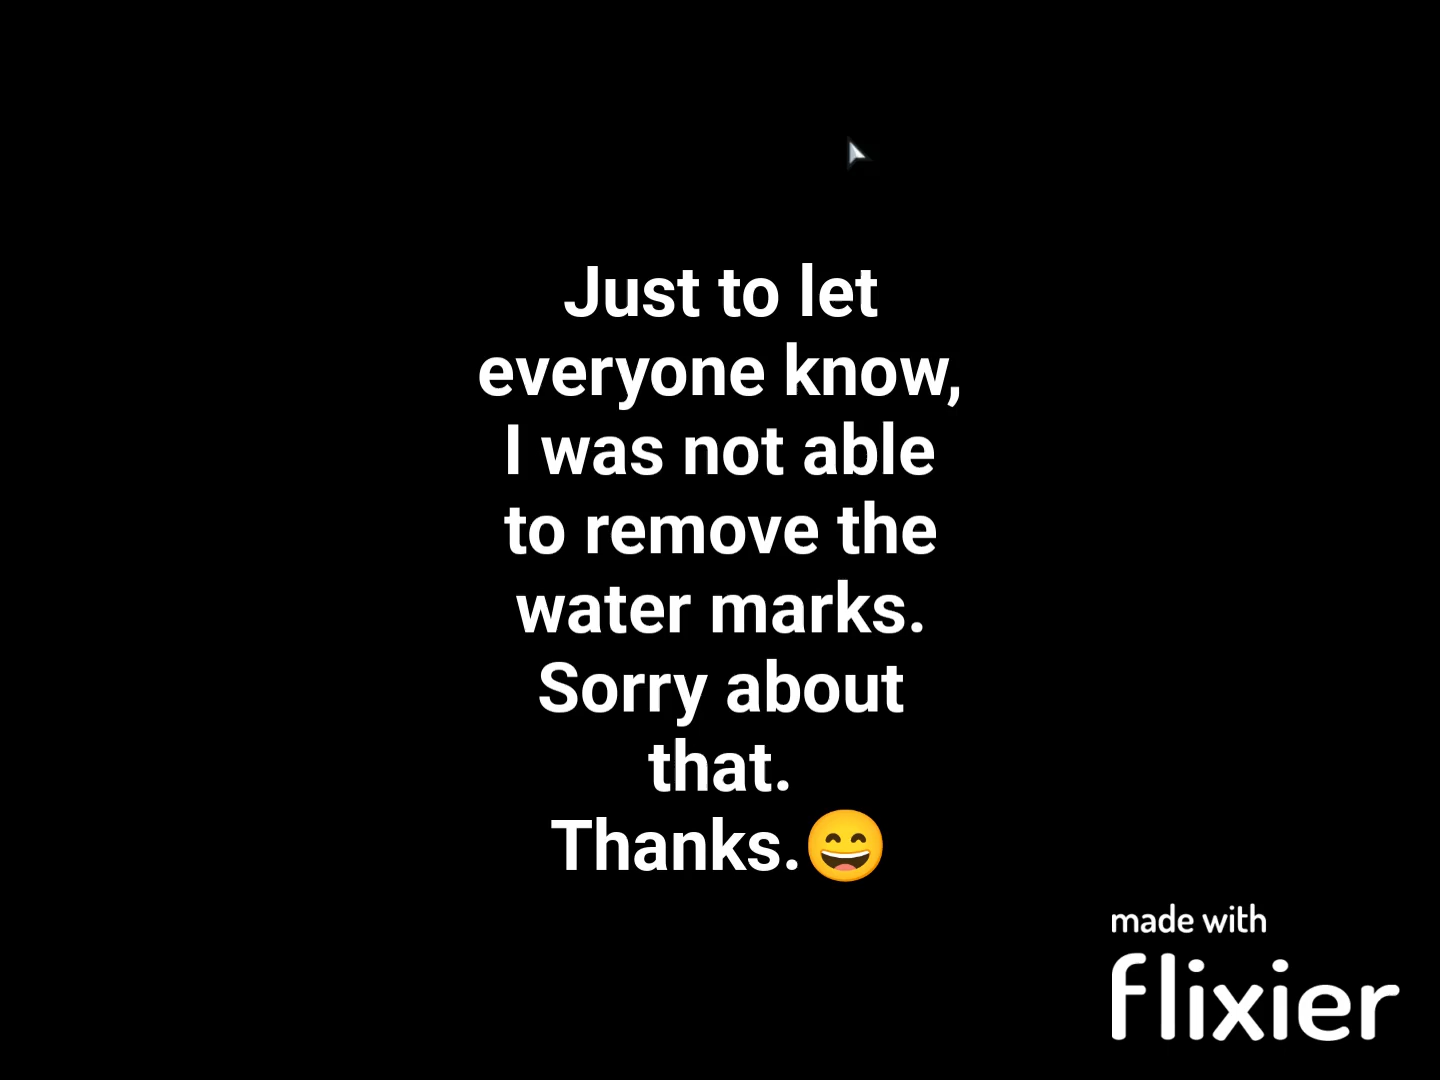 Just to let
everyone know,
I was not able
to remove the
water marks.
Sorry about
that.
Thanks.😄
made with
flixier